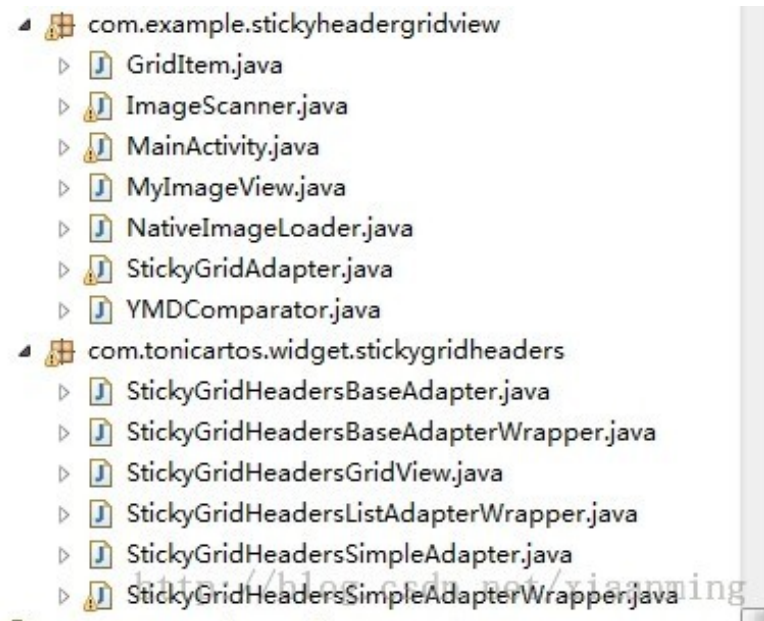 com.example.stickyheadergridview
GridItem.java
ImageScanner.java
MainActivity.java
MyImageView.java
NativeImageLoader.java
StickyGridAdapter.java
YMDComparator.java
com.tonicartos.widget.stickygridheaders
StickyGridHeadersBaseAdapter.java
StickyGridHeadersBaseAdapterWrapper.java
StickyGridHeadersGridView.java
StickyGridHeadersListAdapterWrapper.java
StickyGridHeadersSimpleAdapter.java
StickyGridHeadersSimpleAdapterWrapper.java
http://blog.csdn.net/xiaanming